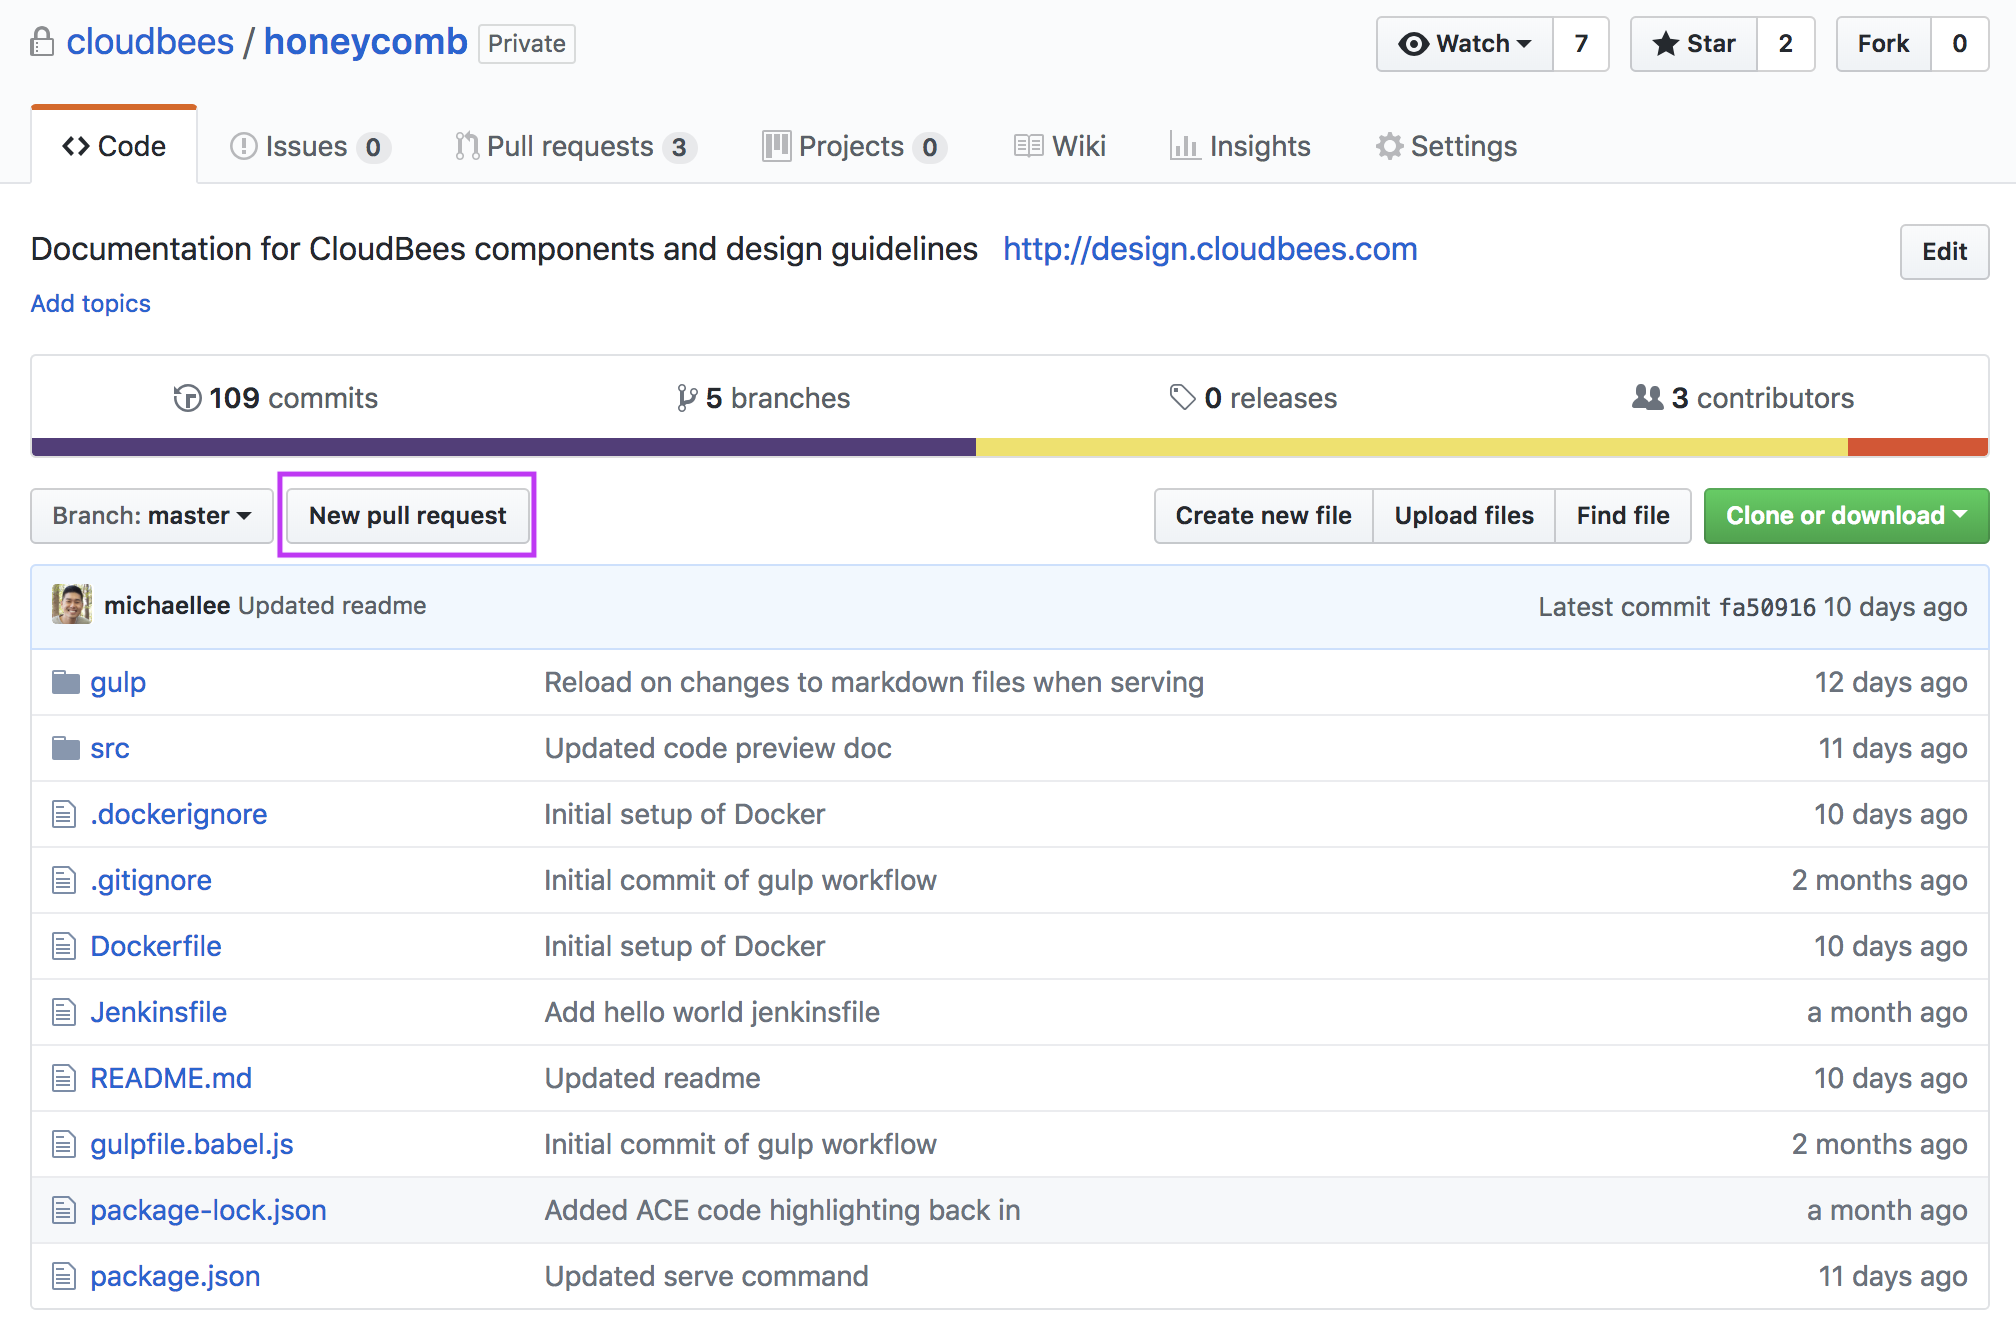 cloudbees / honeycomb Private Watch 7 Star 2 Fork 0
Code Issues 0 Pull requests 3 Projects 0 Wiki Insights Settings
Documentation for CloudBees components and design guidelines http://design.cloudbees.com Edit
Add topics
109 commits 5 branches 0 releases 3 contributors
Branch: master New pull request Create new file Upload files Find file Clone or download
michaellee Updated readme Latest commit fa50916 10 days ago
gulp Reload on changes to markdown files when serving 12 days ago
src Updated code preview doc 11 days ago
.dockerignore Initial setup of Docker 10 days ago
.gitignore Initial commit of gulp workflow 2 months ago
Dockerfile Initial setup of Docker 10 days ago
Jenkinsfile Add hello world jenkinsfile a month ago
README.md Updated readme 10 days ago
gulpfile.babel.js Initial commit of gulp workflow 2 months ago
package-lock.json Added ACE code highlighting back in a month ago
package.json Updated serve command 11 days ago